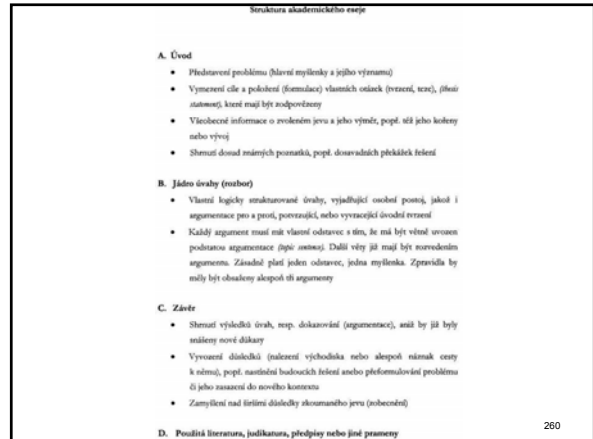 Struktura akademického eseje
A. Úvod
• Představení problému (hlavní myšlenky a jejího významu)
• Vymezení cíle a položení (formulace) vlastních otázek (tvrzení, teze), (thesis
statement), které mají být zodpovězeny
• Všeobecné informace o zvoleném jevu a jeho výměr, popř. též jeho kořeny
nebo vývoj
• Shrnutí dosud známých poznatků, popř. dosavadních překážek řešení
B. Jádro úvahy (rozbor)
• Vlastní logicky strukturované úvahy, vyjadřující osobní postoj, jakož i
argumentace pro a proti, potvrzující, nebo vyvracející úvodní tvrzení
• Každý argument musí mít vlastní odstavec s tím, že má být větně uvozen
podstatou argumentace (topic sentence). Další věty již mají být rozvedením
argumentu. Zásadně platí jeden odstavec, jedna myšlenka. Zpravidla by
měly být obsaženy alespoň tři argumenty
C. Závěr
• Shrnutí výsledků úvah, resp. dokazování (argumentace), aniž by již byly
snášeny nové důkazy
• Vyvození důsledků (nalezení východiska nebo alespoň náznak cesty
k němu), popř. nastínění budoucích řešení anebo přeformulování problému
či jeho zasazení do nového kontextu
• Zamyšlení nad širšími důsledky zkoumaného jevu (zobecnění)
D. Použitá literatura, judikatura, předpisy nebo jiné prameny
260